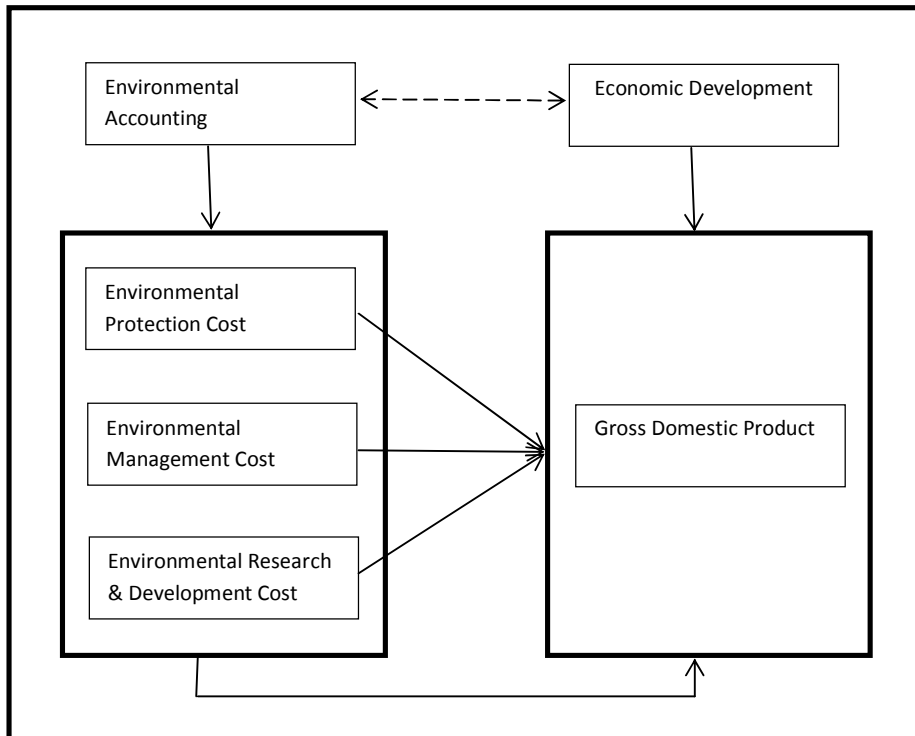 Environmental
Accounting
Economic Development
Environmental
Protection Cost
Environmental
Management Cost
Environmental Research
& Development Cost
Gross Domestic Product